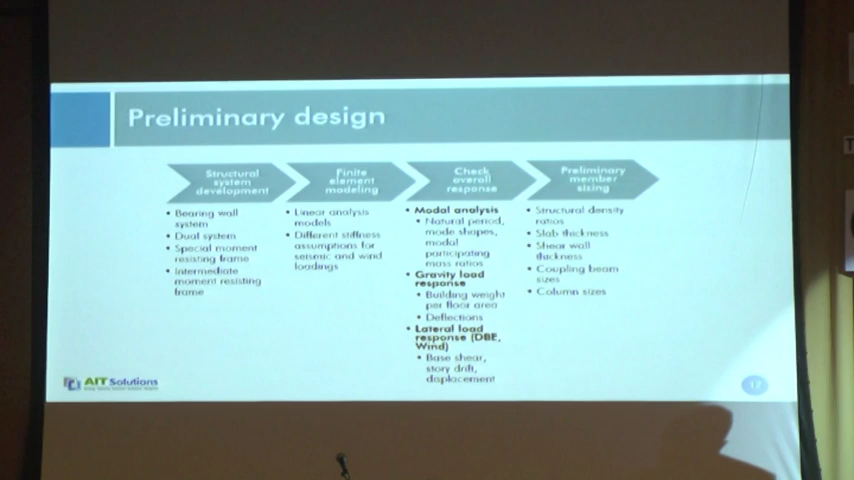 Preliminary design
Structural
system
development
Finite
element
modeling
Check
overall
response
Preliminary
member
sizing
• Bearing wall
system
• Dual system
• Special moment
resisting frame
• Intermediate
moment resisting
frame
• Linear analysis
models
• Different stiffness
assumptions for
seismic and wind
loadings
• Modal analysis
• Natural period,
mode shapes,
modal
participating
mass ratios
• Gravity load
response
• Building weight
per floor area
• Deflections
• Lateral load
response (DBE,
Wind)
• Base shear,
story drift,
displacement
• Structural density
ratios
• Slab thickness
• Shear wall
thickness
• Coupling beam
sizes
• Column sizes
AIT Solutions
17
T